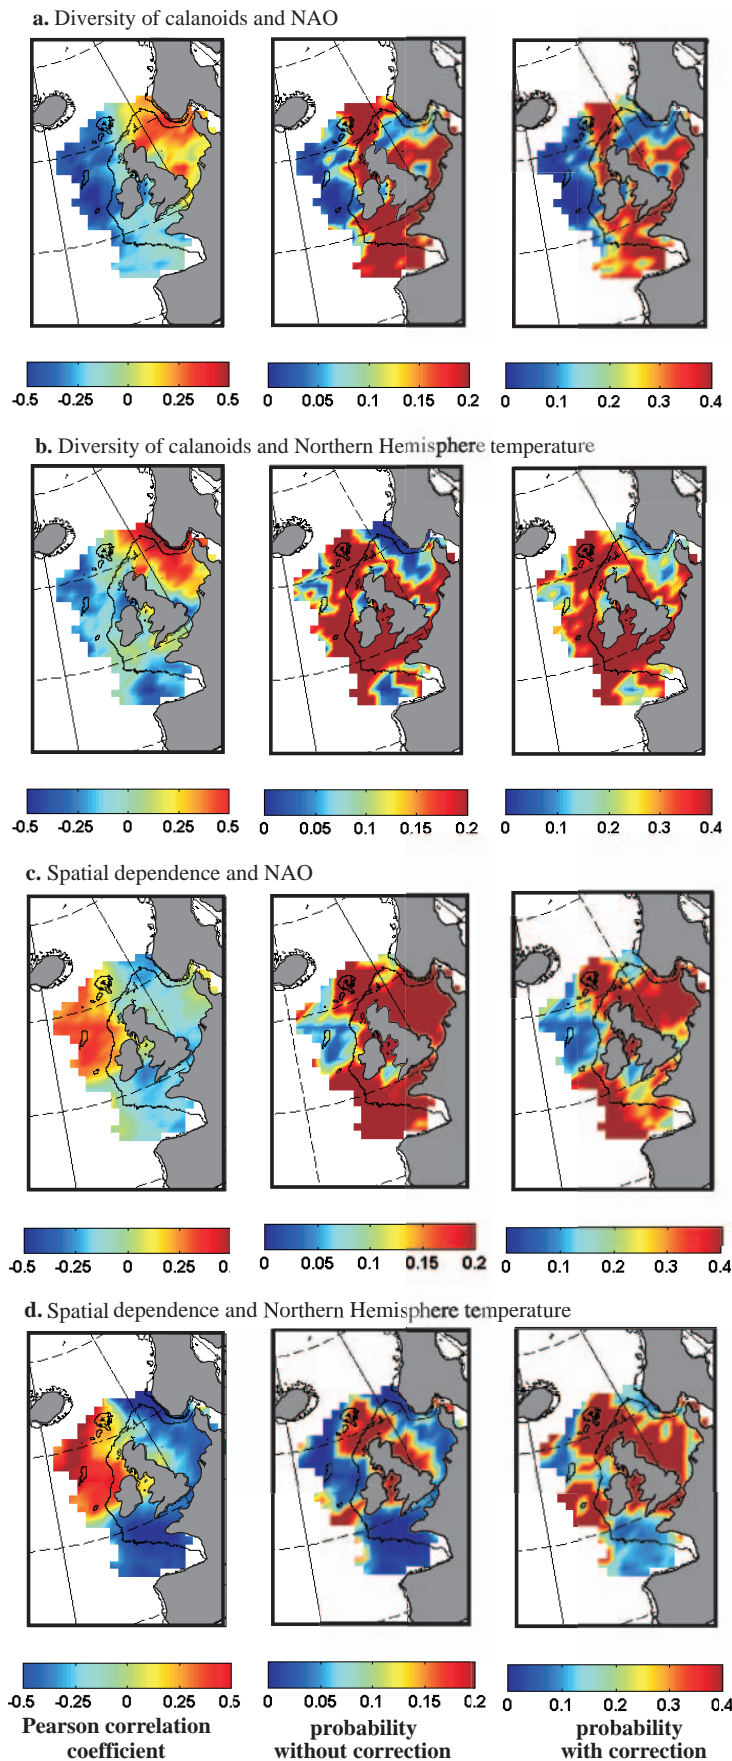 a. Diversity of calanoids and NAO
-0.5 -0.25 0 0.25 0.5
0 0.05 0.1 0.15 0.2
0 0.1 0.2 0.3 0.4
b. Diversity of calanoids and Northern Hemisphere temperature
-0.5 -0.25 0 0.25 0.5
0 0.05 0.1 0.15 0.2
0 0.1 0.2 0.3 0.4
c. Spatial dependence and NAO
-0.5 -0.25 0 0.25 0.
0 0.05 0.1 0.15 0.2
0 0.1 0.2 0.3 0.4
d. Spatial dependence and Northern Hemisphere temperature
-0.5 -0.25 0 0.25 0.5
0 0.05 0.1 0.15 0.2
0 0.1 0.2 0.3 0.4
Pearson correlation
coefficient
probability
without correction
probability
with correction